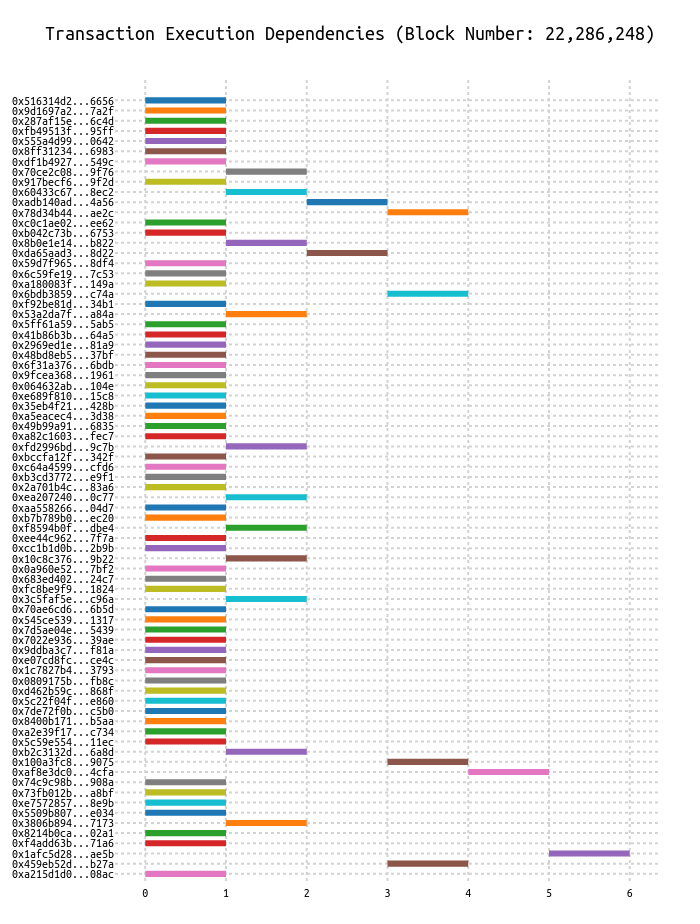 Transaction Execution Dependencies (Block Number: 22,286,248)
0x516314d2...6656
0x9d1697a2...7a2f
0x287af15e...6c4d
0xfb49513f...95ff
0x555a4d99...0642
0x8ff31234...6983
0xdf1b4927...549c
0x70ce2c08...9f76
0x917becf6...9f2d
0x60433c67...8ec2
0xadb140ad...4a56
0x78d34b44...ae2c
0xc0c1ae02...ee62
0xb042c73b...6753
0x8b0e1e14...b822
0xda65aad3...8d22
0x59d7f965...8df4
0x6c59fe19...7c53
0xa180083f...149a
0x6bdb3859...c74a
0xf92be81d...34b1
0x53a2da7f...a84a
0x5ff61a59...5ab5
0x41b86b3b...64a5
0x2969ed1e...81a9
0x48bd8eb5...37bf
0x6f31a376...6bdb
0x9fcea368...1961
0x064632ab...104e
0xe689f810...15c8
0x35eb4f21...428b
0xa5eacec4...3d38
0x49b99a91...6835
0xa82c1603...fec7
0xfd2996bd...9c7b
0xbccfa12f...342f
0xc64a4599...cfd6
0xb3cd3772...e9f1
0x2a701b4c...83a6
0xea207240...0c77
0xaa558266...04d7
0xb7b789b0...ec20
0xf8594b0f...dbe4
0xee44c962...7f7a
0xcc1b1d0b...2b9b
0x10c8c376...9b22
0x0a960e52...7bf2
0x683ed402...24c7
0xfc8be9f9...1824
0x3c5faf5e...c96a
0x70ae6cd6...6b5d
0x545ce539...1317
0x7d5ae04e...5439
0x7022e936...39ae
0x9ddba3c7...f81a
0xe07cd8fc...ce4c
0x1c7827b4...3793
0x0809175b...fb8c
0xd462b59c...868f
0x5c22f04f...e860
0x7de72f0b...c5b0
0x8400b171...b5aa
0xa2e39f17...c734
0x5c59e554...11ec
0xb2c3132d...6a8d
0x100a3fc8...9075
0xaf8e3dc0...4cfa
0x74c9c98b...908a
0x73fb012b...a8bf
0xe7572857...8e9b
0x5509b807...e034
0x3806b894...7173
0x8214b0ca...02a1
0xf4add63b...71a6
0x1afc5d28...ae5b
0x459eb52d...b27a
0xa215d1d0...08ac
0 1 2 3 4 5 6